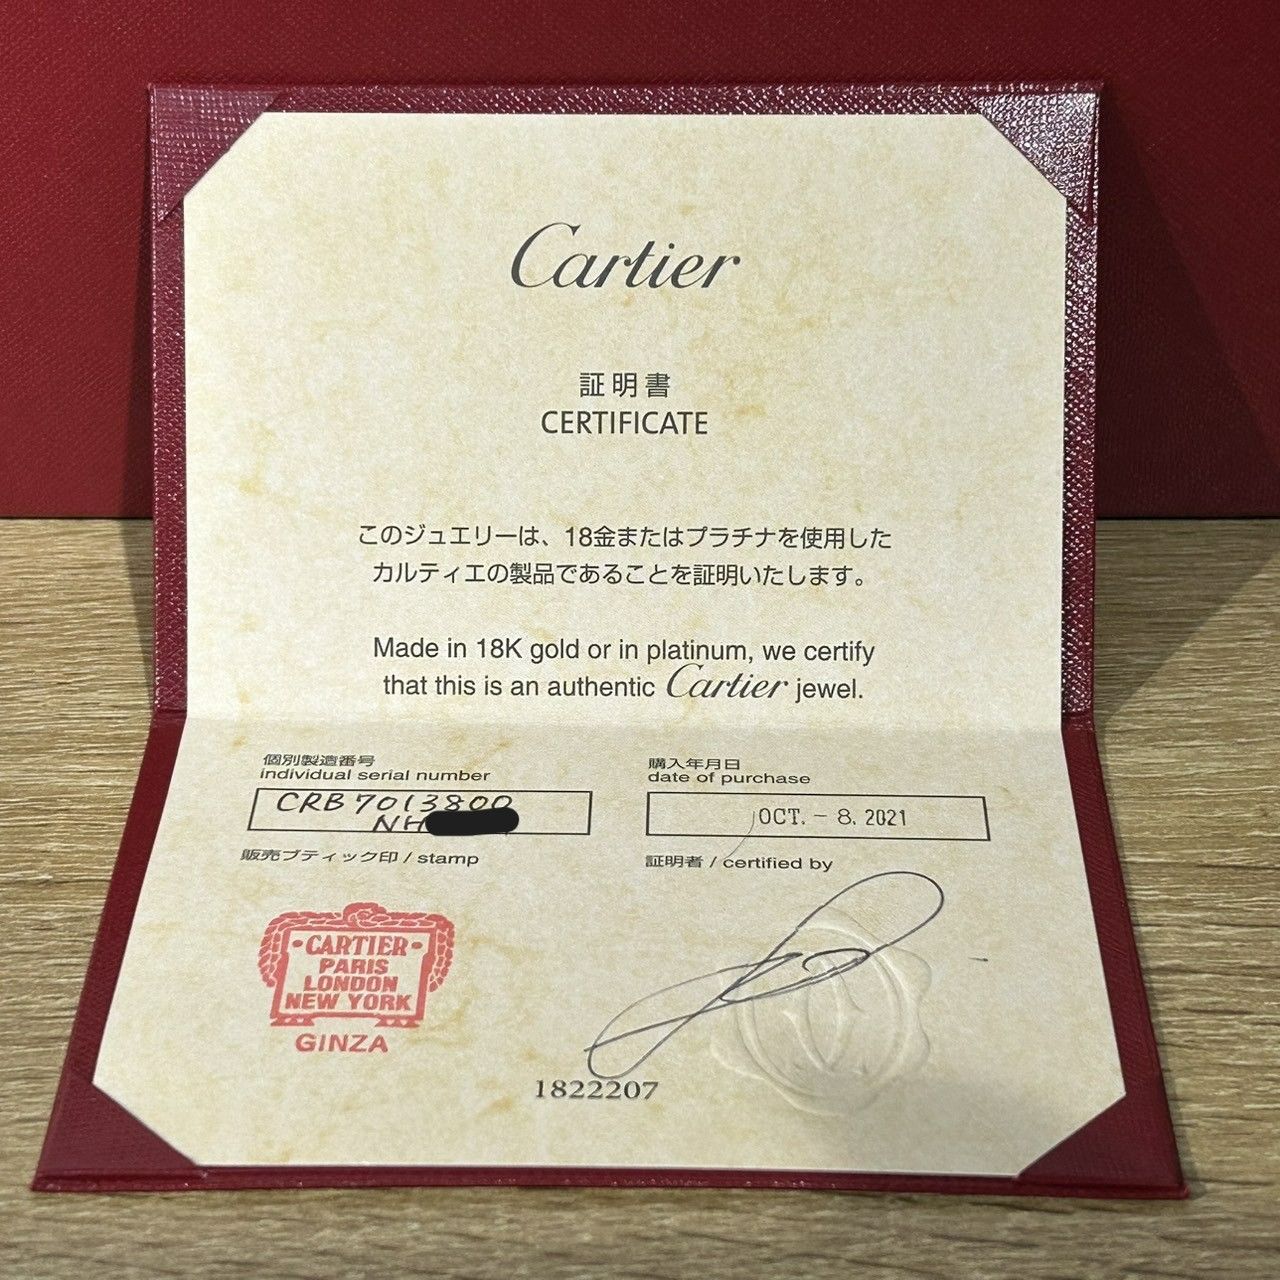 Cartier
証明書
CERTIFICATE
このジュエリーは、18金またはプラチナを使用した
カルティエの製品であることを証明いたします。
Made in 18K gold or in platinum, we certify
that this is an authentic Cartier jewel.
個別製造番号
individual serial number
CRB7013800
NH
購入年月日
date of purchase
OCT. - 8. 2021
販売ブティック印 / stamp
証明者 / certified by
・CARTIER・
PARIS
LONDON
NEW YORK
GINZA
1822207